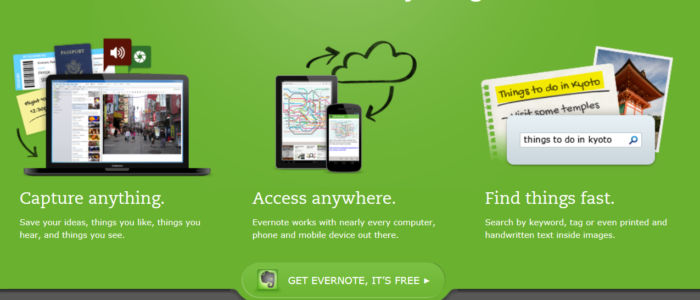 PASSPORT
Things to do in Kyoto
Visit some temples
things to do in kyoto
Capture anything.
Save your ideas, things you like, things you
hear, and things you see.
Access anywhere.
Evernote works with nearly every computer,
phone and mobile device out there.
Find things fast.
Search by keyword, tag or even printed and
handwritten text inside images.
GET EVERNOTE, IT'S FREE ▸